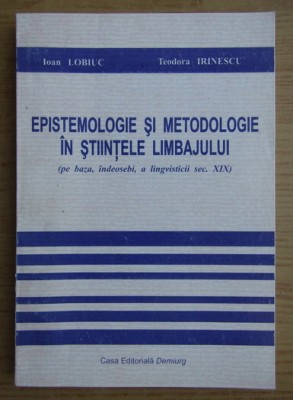 Ioan LOBIUC Teodora IRINESCU
EPISTEMOLOGIE ŞI METODOLOGIE
ÎN ŞTIINŢELE LIMBAJULUI
(pe baza, îndeosebi, a lingvisticii sec. XIX)
Casa Editorială Demiurg